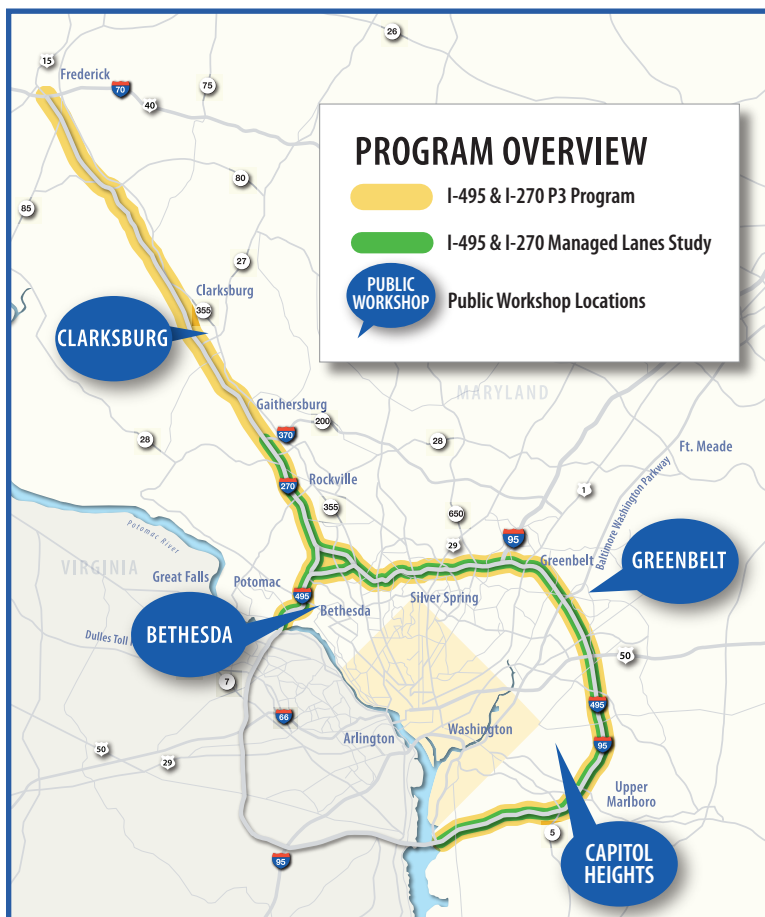 15
26
Frederick
70
75
40
PROGRAM OVERVIEW
I-495 & I-270 P3 Program
I-495 & I-270 Managed Lanes Study
PUBLIC
WORKSHOP
Public Workshop Locations
80
85
27
Clarksburg
355
CLARKSBURG
MARYLAND
Gaithersburg
200
370
28
28
Ft. Meade
Rockville
270
1
355
650
Baltimore Washington Parkway
29
95
Potomac River
Greenbelt
GREENBELT
VIRGINIA
Great Falls
Potomac
495
Silver Spring
Bethesda
BETHESDA
Dulles Toll
50
7
495
66
Washington
Arlington
95
50
29
Upper
Marlboro
5
95
CAPITOL
HEIGHTS